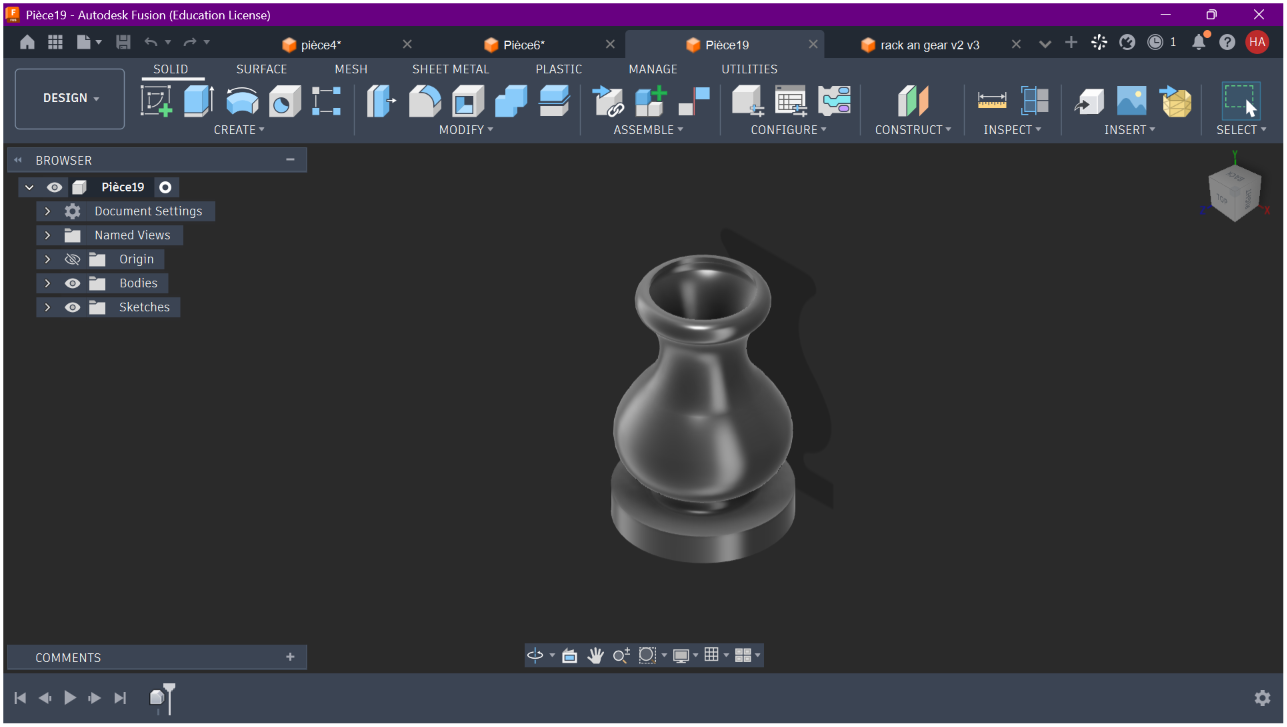 Pièce19 - Autodesk Fusion (Education License)
pièce4* Pièce6* Pièce19 rack an gear v2 v3 1 HA
SOLID SURFACE MESH SHEET METAL PLASTIC MANAGE UTILITIES
DESIGN
CREATE MODIFY ASSEMBLE CONFIGURE CONSTRUCT INSPECT INSERT SELECT
BROWSER
Pièce19
Document Settings
Named Views
Origin
Bodies
Sketches
Y
TOP
X
Z
COMMENTS